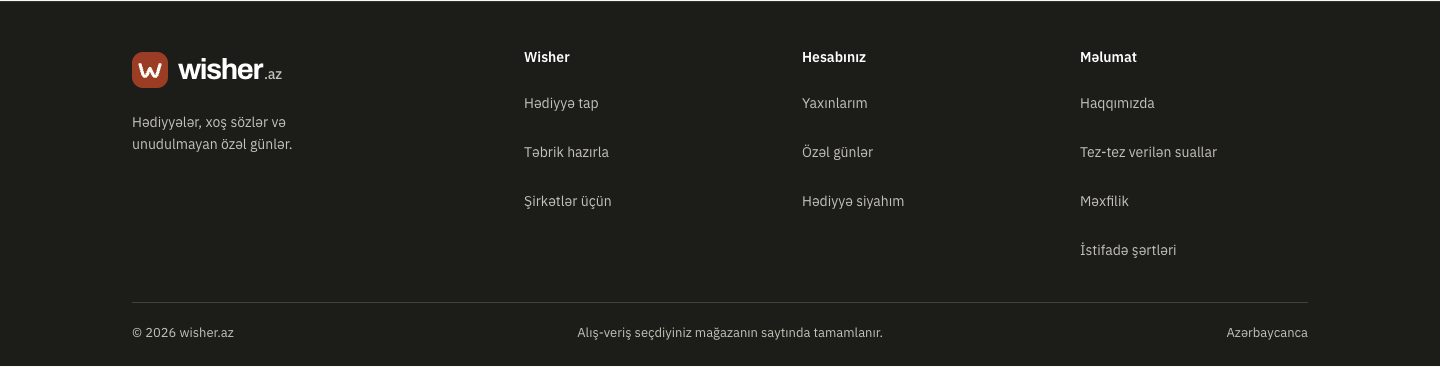 wisher.az
Hədiyyələr, xoş sözlər və
unudulmayan özəl günlər.
Wisher
Hədiyyə tap
Təbrik hazırla
Şirkətlər üçün
Hesabınız
Yaxınlarım
Özəl günlər
Hədiyyə siyahım
Məlumat
Haqqımızda
Tez-tez verilən suallar
Məxfilik
İstifadə şərtləri
© 2026 wisher.az
Alış-veriş seçdiyiniz mağazanın saytında tamamlanır.
Azərbaycanca